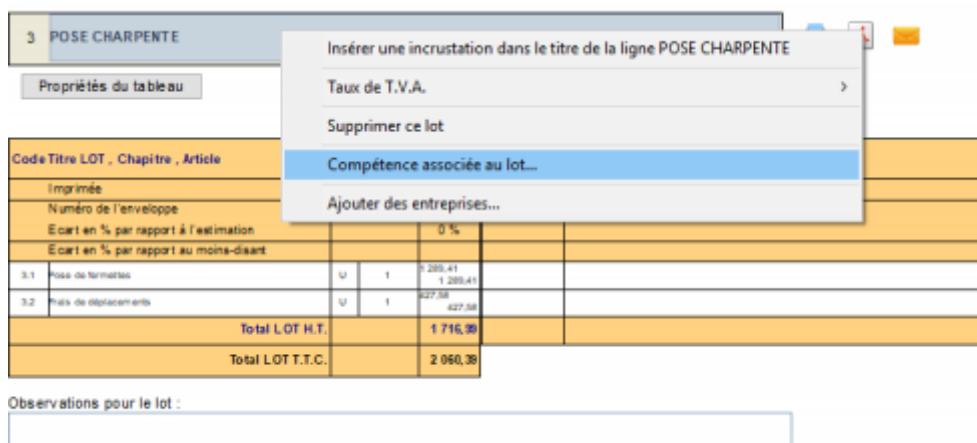 3 POSE CHARPENTE
Insérer une incrustation dans le titre de la ligne POSE CHARPENTE
Propriétés du tableau
Taux de T.V.A.
Supprimer ce lot
Code Titre LOT , Chapitre , Article
Compétence associée au lot...
Imprimée
Numéro de l'enveloppe
Ajouter des entreprises...
Ecart en % par rapport à l'estimation 0 %
Ecart en % par rapport au moins-disant
3.1 Pose de fermettes U 1 1 289,41
1 289,41
3.2 Frais de déplacements U 1 427,58
427,58
Total LOT H.T. 1 716,99
Total LOT T.T.C. 2 060,39
Observations pour le lot :